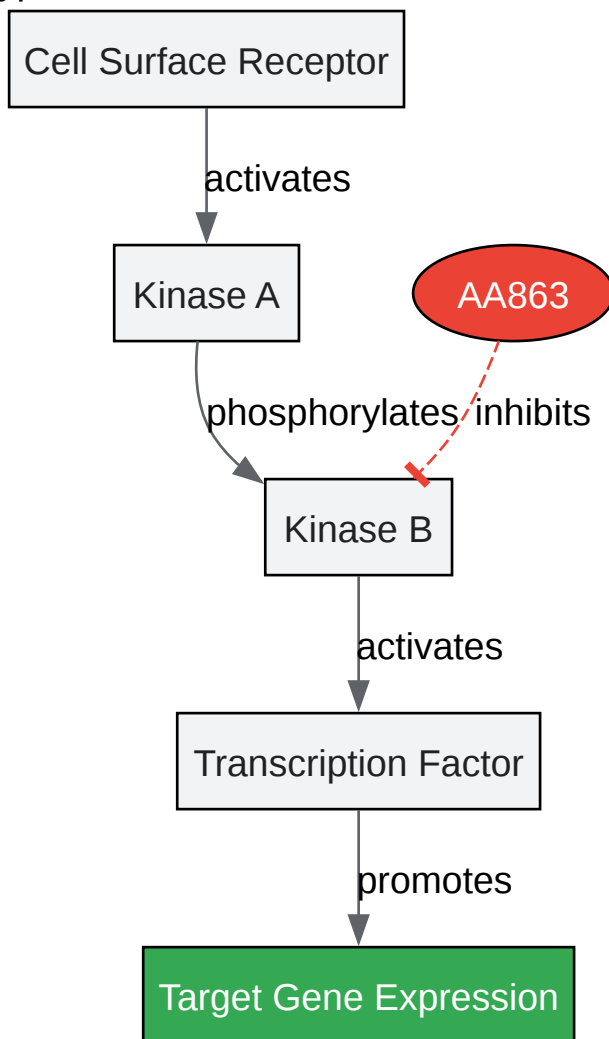 Cell Surface Receptor
activates
Kinase A
AA863
phosphorylates
inhibits
Kinase B
activates
Transcription Factor
promotes
Target Gene Expression